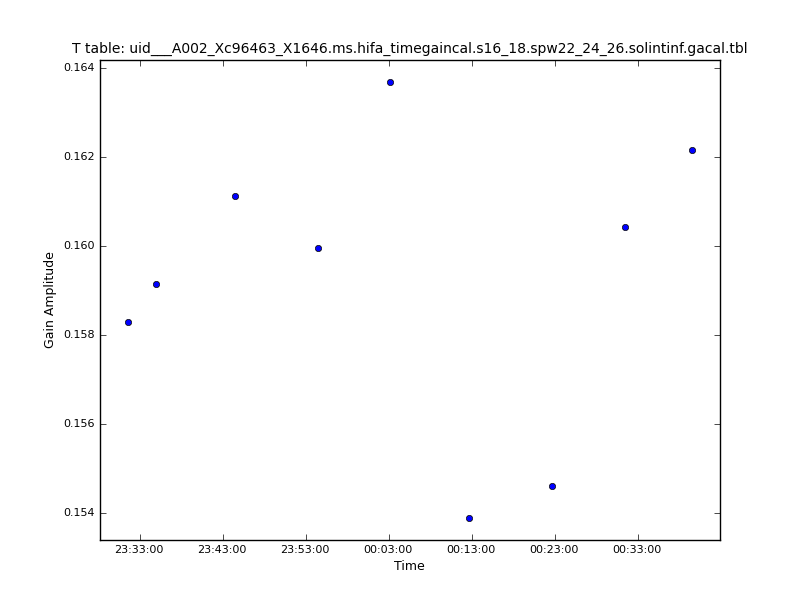 T table: uid___A002_Xc96463_X1646.ms.hifa_timegaincal.s16_18.spw22_24_26.solintinf.gacal.tbl
0.164
0.162
0.160
0.158
0.156
0.154
Gain Amplitude
23:33:00 23:43:00 23:53:00 00:03:00 00:13:00 00:23:00 00:33:00
Time